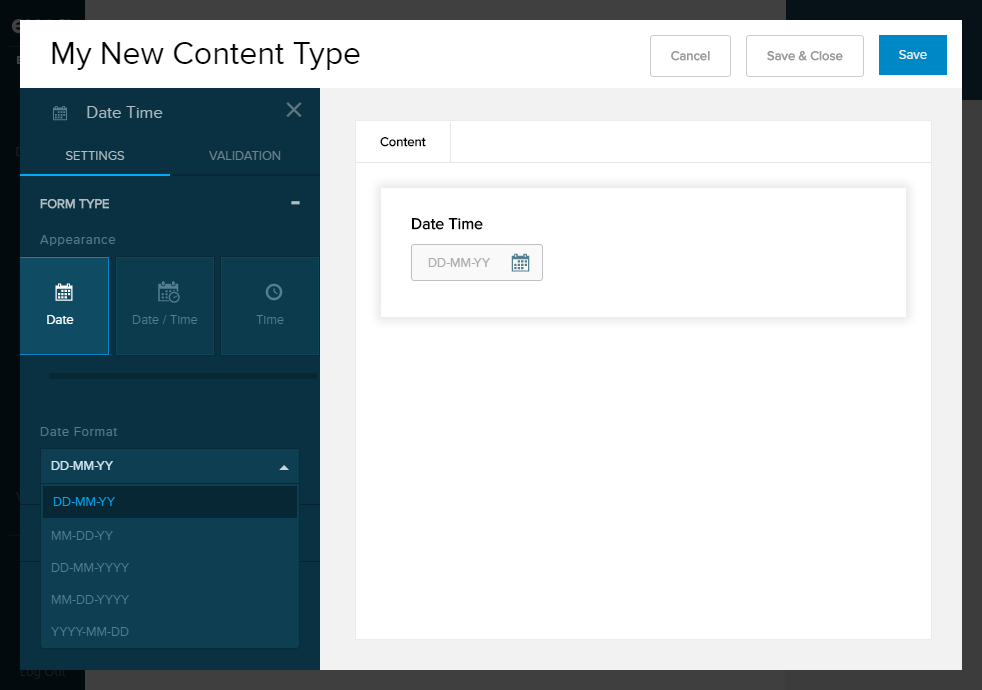 My New Content Type
Cancel
Save & Close
Save
Date Time
SETTINGS
VALIDATION
FORM TYPE
Appearance
Date
Date / Time
Time
Date Format
DD-MM-YY
DD-MM-YY
MM-DD-YY
DD-MM-YYYY
MM-DD-YYYY
YYYY-MM-DD
Content
Date Time
DD-MM-YY
Log Out